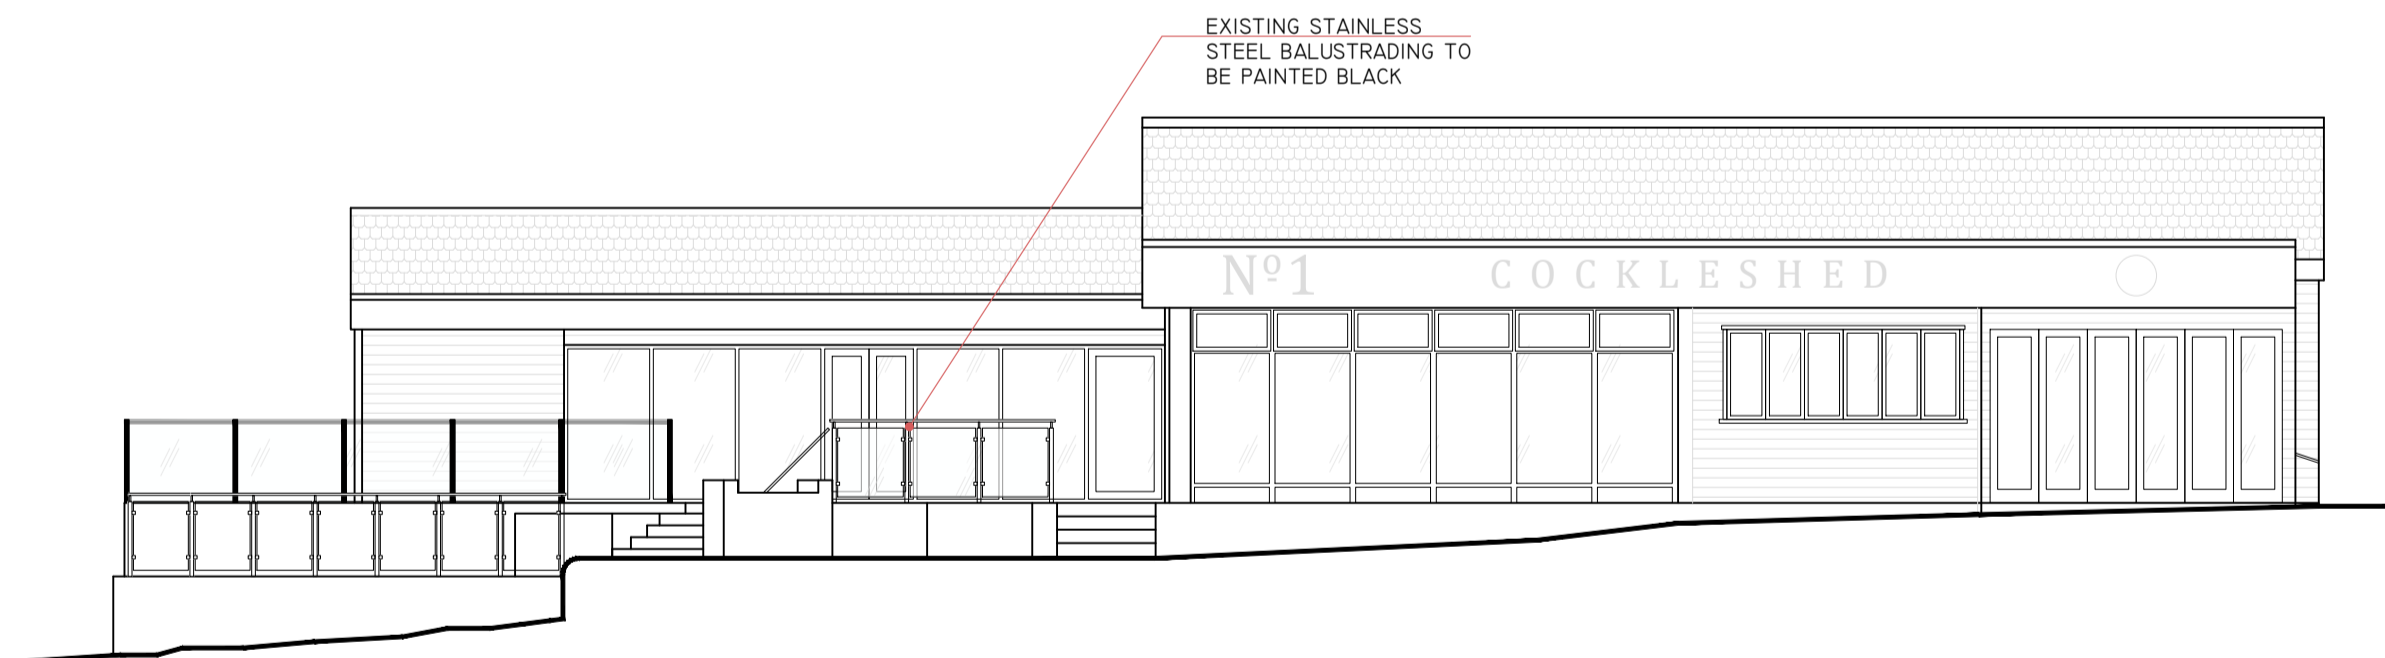 EXISTING STAINLESS
STEEL BALUSTRADING TO
BE PAINTED BLACK
Nº1 COCKLESHED